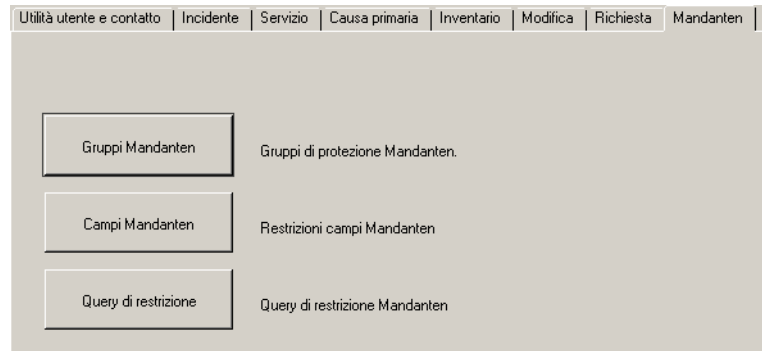 Utilità utente e contatto Incidente Servizio Causa primaria Inventario Modifica Richiesta Mandanten
Gruppi Mandanten Gruppi di protezione Mandanten.
Campi Mandanten Restrizioni campi Mandanten
Query di restrizione Query di restrizione Mandanten